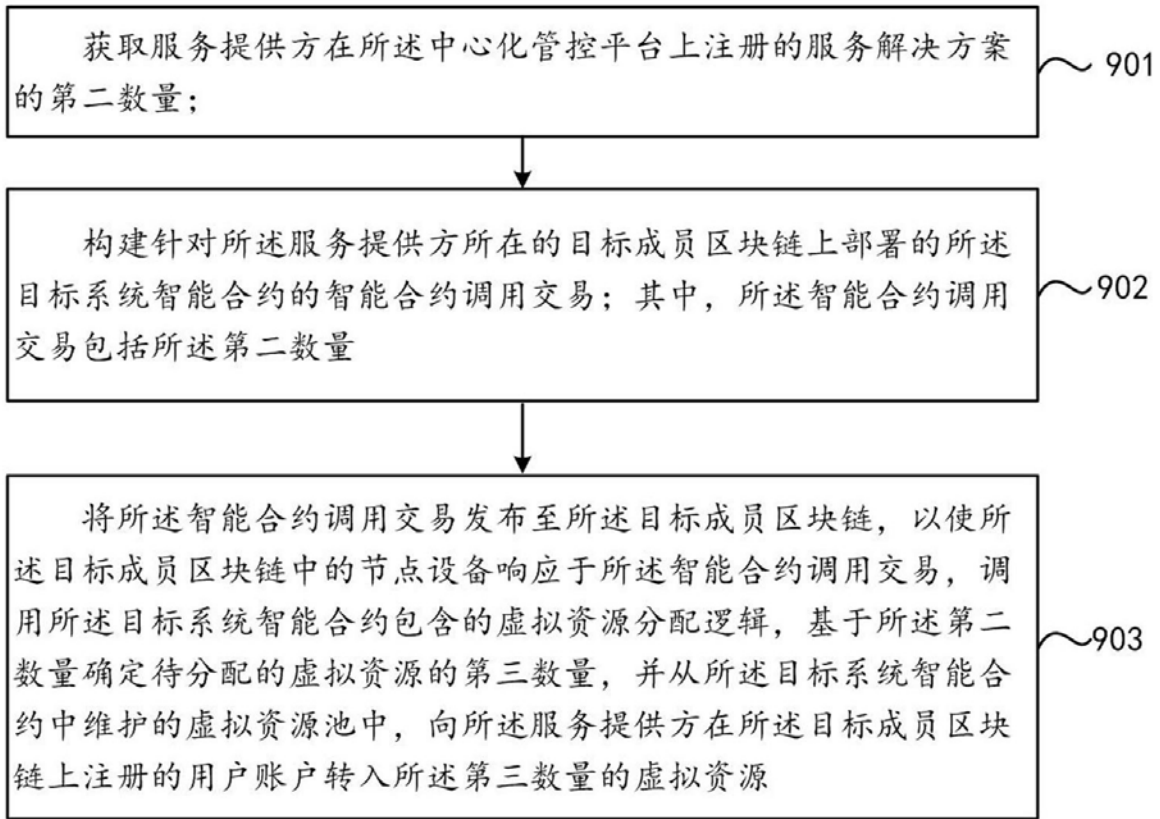 获取服务提供方在所述中心化管控平台上注册的服务解决方案
的第二数量;
901
构建针对所述服务提供方所在的目标成员区块链上部署的所述
目标系统智能合约的智能合约调用交易;其中,所述智能合约调用
交易包括所述第二数量
902
将所述智能合约调用交易发布至所述目标成员区块链,以使所
述目标成员区块链中的节点设备响应于所述智能合约调用交易,调
用所述目标系统智能合约包含的虚拟资源分配逻辑,基于所述第二
数量确定待分配的虚拟资源的第三数量,并从所述目标系统智能合
约中维护的虚拟资源池中,向所述服务提供方在所述目标成员区块
链上注册的用户账户转入所述第三数量的虚拟资源
903